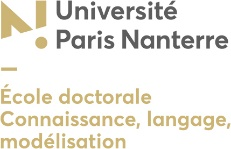 Université
Paris Nanterre
École doctorale
Connaissance, langage,
modélisation